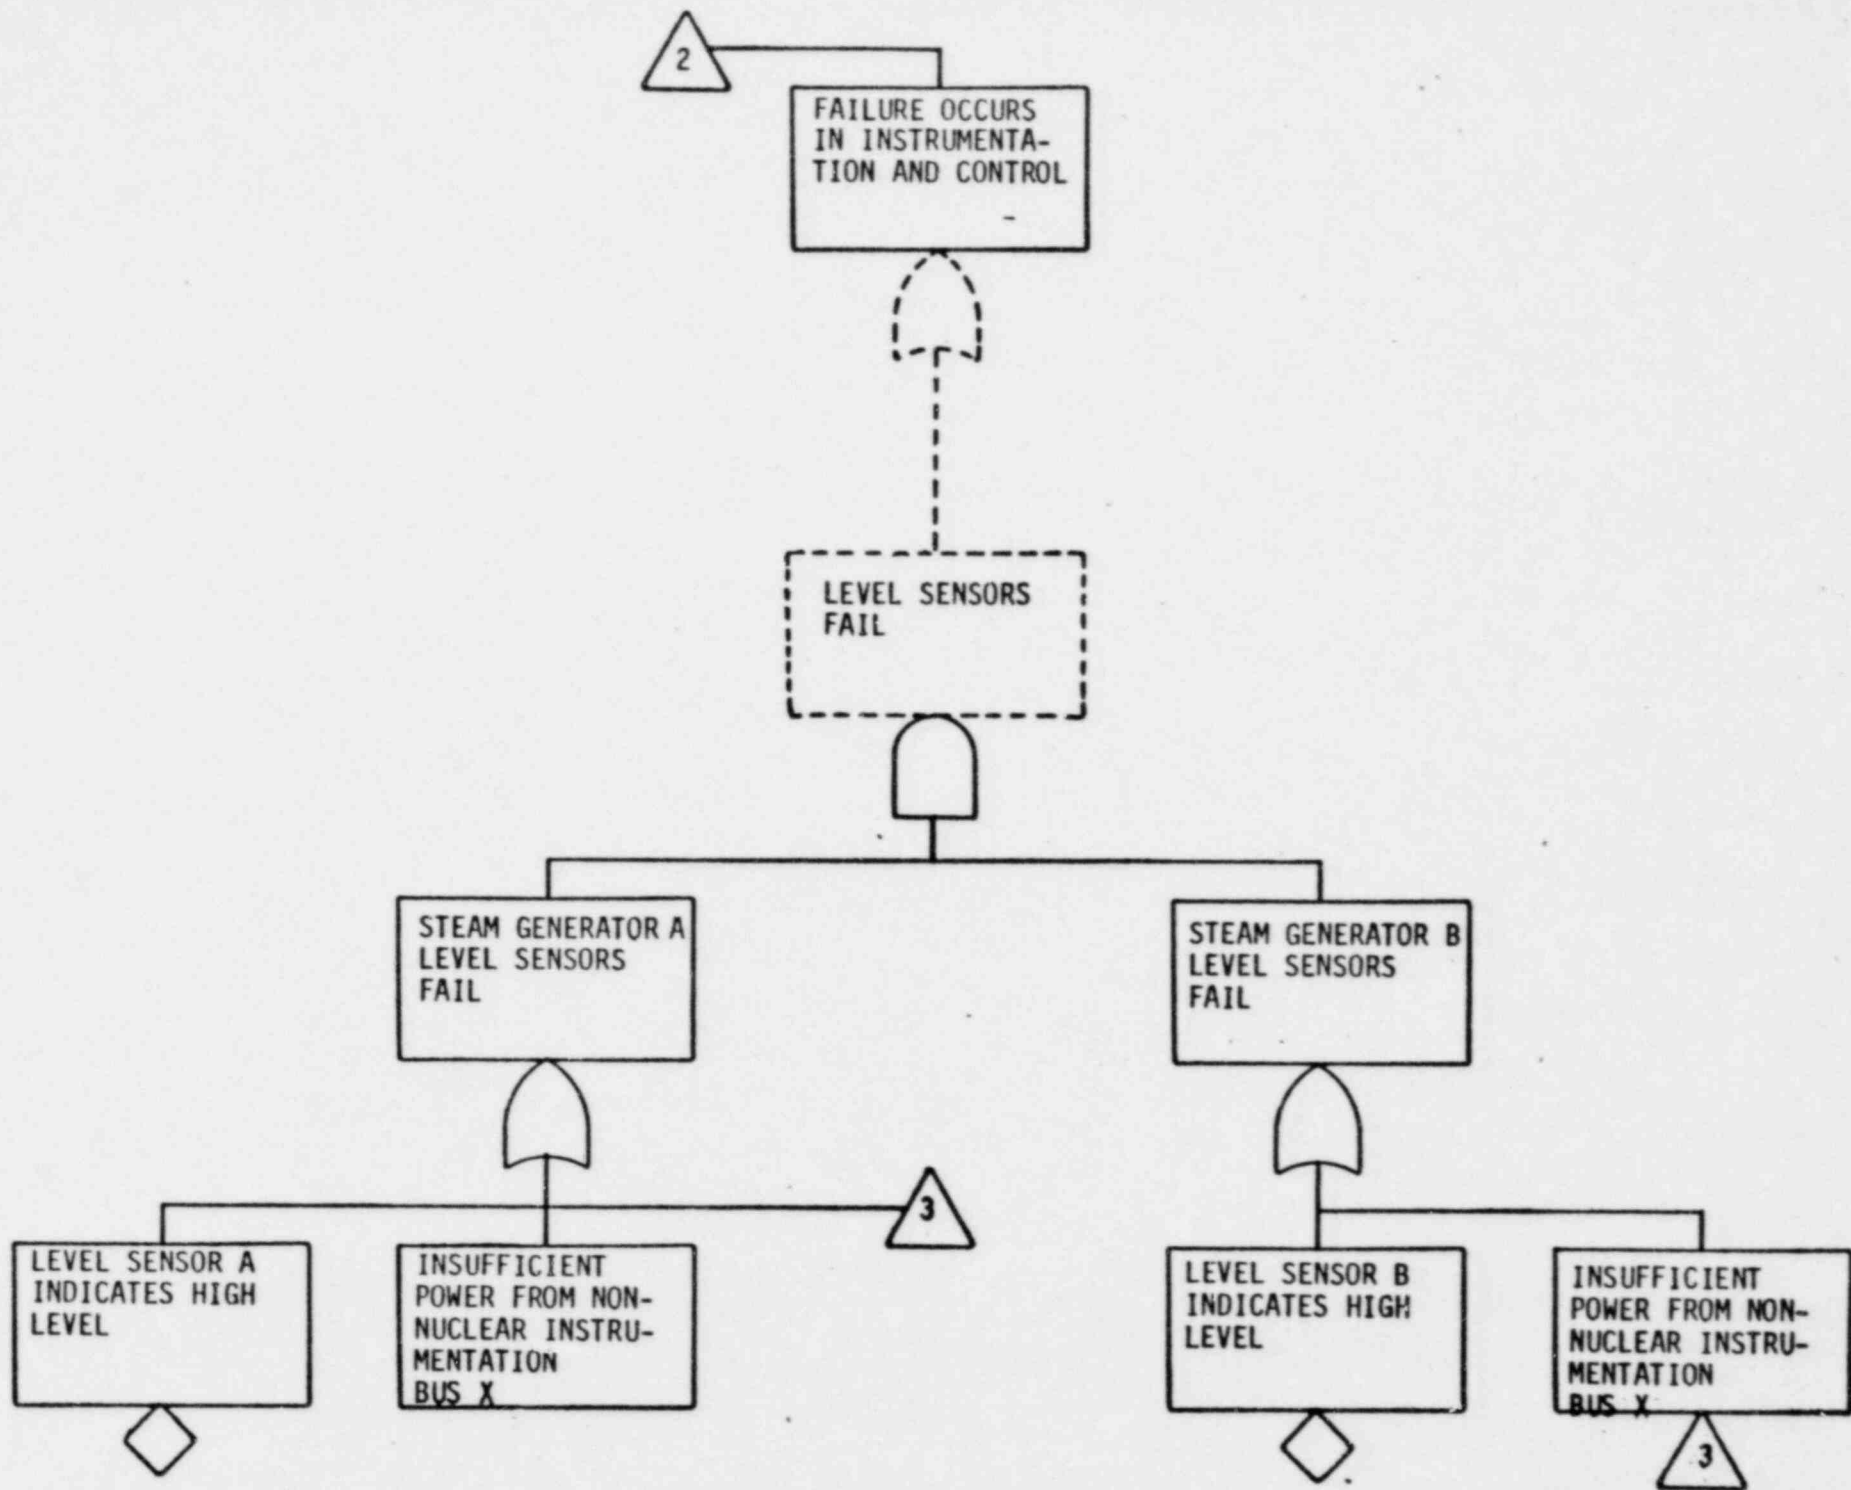 2
FAILURE OCCURS
IN INSTRUMENTA-
TION AND CONTROL
LEVEL SENSORS
FAIL
STEAM GENERATOR A
LEVEL SENSORS
FAIL
STEAM GENERATOR B
LEVEL SENSORS
FAIL
3
LEVEL SENSOR A
INDICATES HIGH
LEVEL
INSUFFICIENT
POWER FROM NON-
NUCLEAR INSTRU-
MENTATION
BUS X
LEVEL SENSOR B
INDICATES HIGH
LEVEL
INSUFFICIENT
POWER FROM NON-
NUCLEAR INSTRU-
MENTATION
BUS X
3